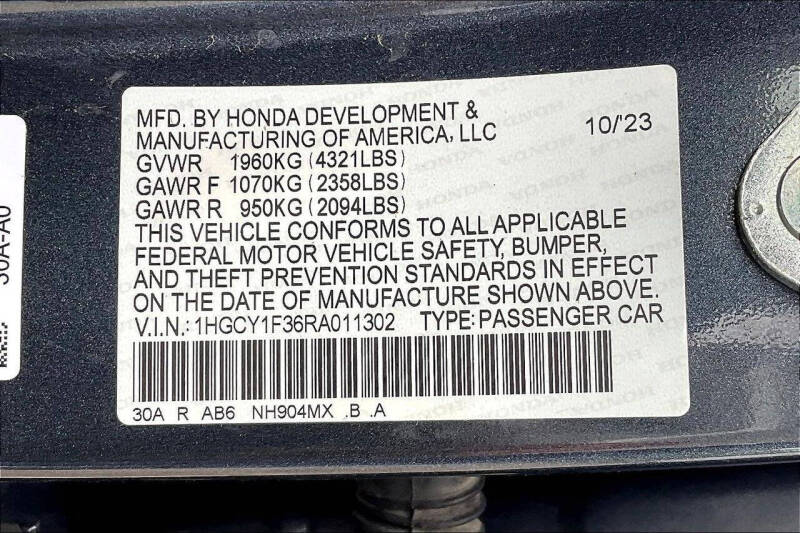 MFD. BY HONDA DEVELOPMENT &
MANUFACTURING OF AMERICA, LLC 10/'23
GVWR 1960KG (4321LBS)
GAWR F 1070KG (2358LBS)
GAWR R 950KG (2094LBS)
THIS VEHICLE CONFORMS TO ALL APPLICABLE
FEDERAL MOTOR VEHICLE SAFETY, BUMPER,
AND THEFT PREVENTION STANDARDS IN EFFECT
ON THE DATE OF MANUFACTURE SHOWN ABOVE.
V.I.N.: 1HGCY1F36RA011302 TYPE: PASSENGER CAR
30A R AB6 NH904MX .B .A
30A-A0